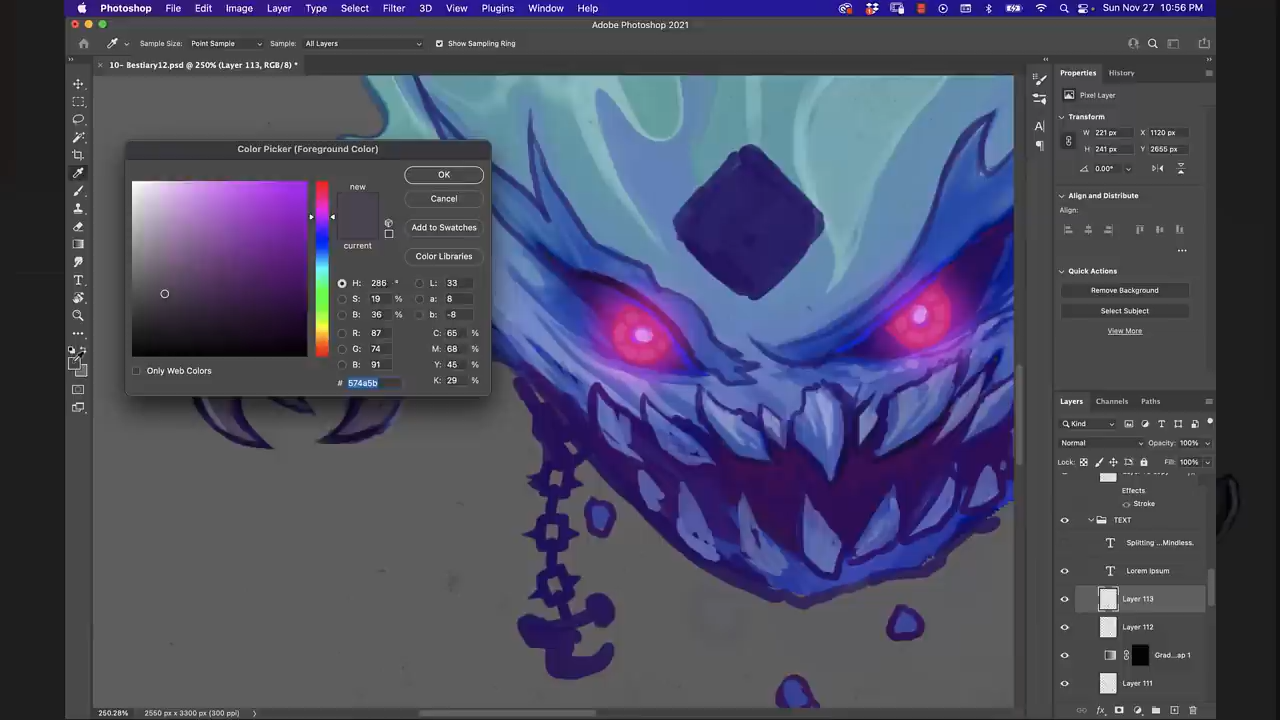 Photoshop File Edit Image Layer Type Select Filter 3D View Plugins Window Help Sun Nov 27 10:56 PM
Adobe Photoshop 2021
Sample Size: Point Sample Sample: All Layers Show Sampling Ring
10- Bestiary12.psd @ 250% (Layer 113, RGB/8) *
Color Picker (Foreground Color)
new
current
OK
Cancel
Add to Swatches
Color Libraries
H: 286 ° L: 33
S: 19 % a: 8
B: 36 % b: -8
R: 87 C: 65 %
G: 74 M: 68 %
B: 91 Y: 45 %
# 574a5b K: 29 %
Only Web Colors
Properties History
Pixel Layer
Transform
W 221 px X 1120 px
H 241 px Y 2655 px
0.00°
Align and Distribute
Align:
Quick Actions
Remove Background
Select Subject
View More
Layers Channels Paths
Kind
Normal Opacity: 100%
Lock: Fill: 100%
Effects
Stroke
TEXT
Splitting ...Mindless.
Lorem Ipsum
Layer 113
Layer 112
Grad...ap 1
Layer 111
250.28% 2550 px x 3300 px (300 ppi)